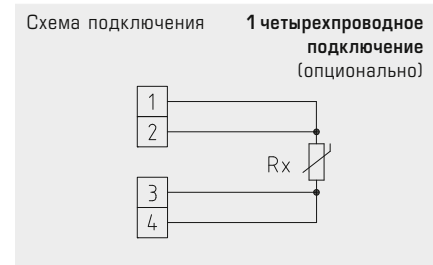 Схема подключения
1 четырехпроводное
подключение
(опционально)
1
2
Rx
3
4